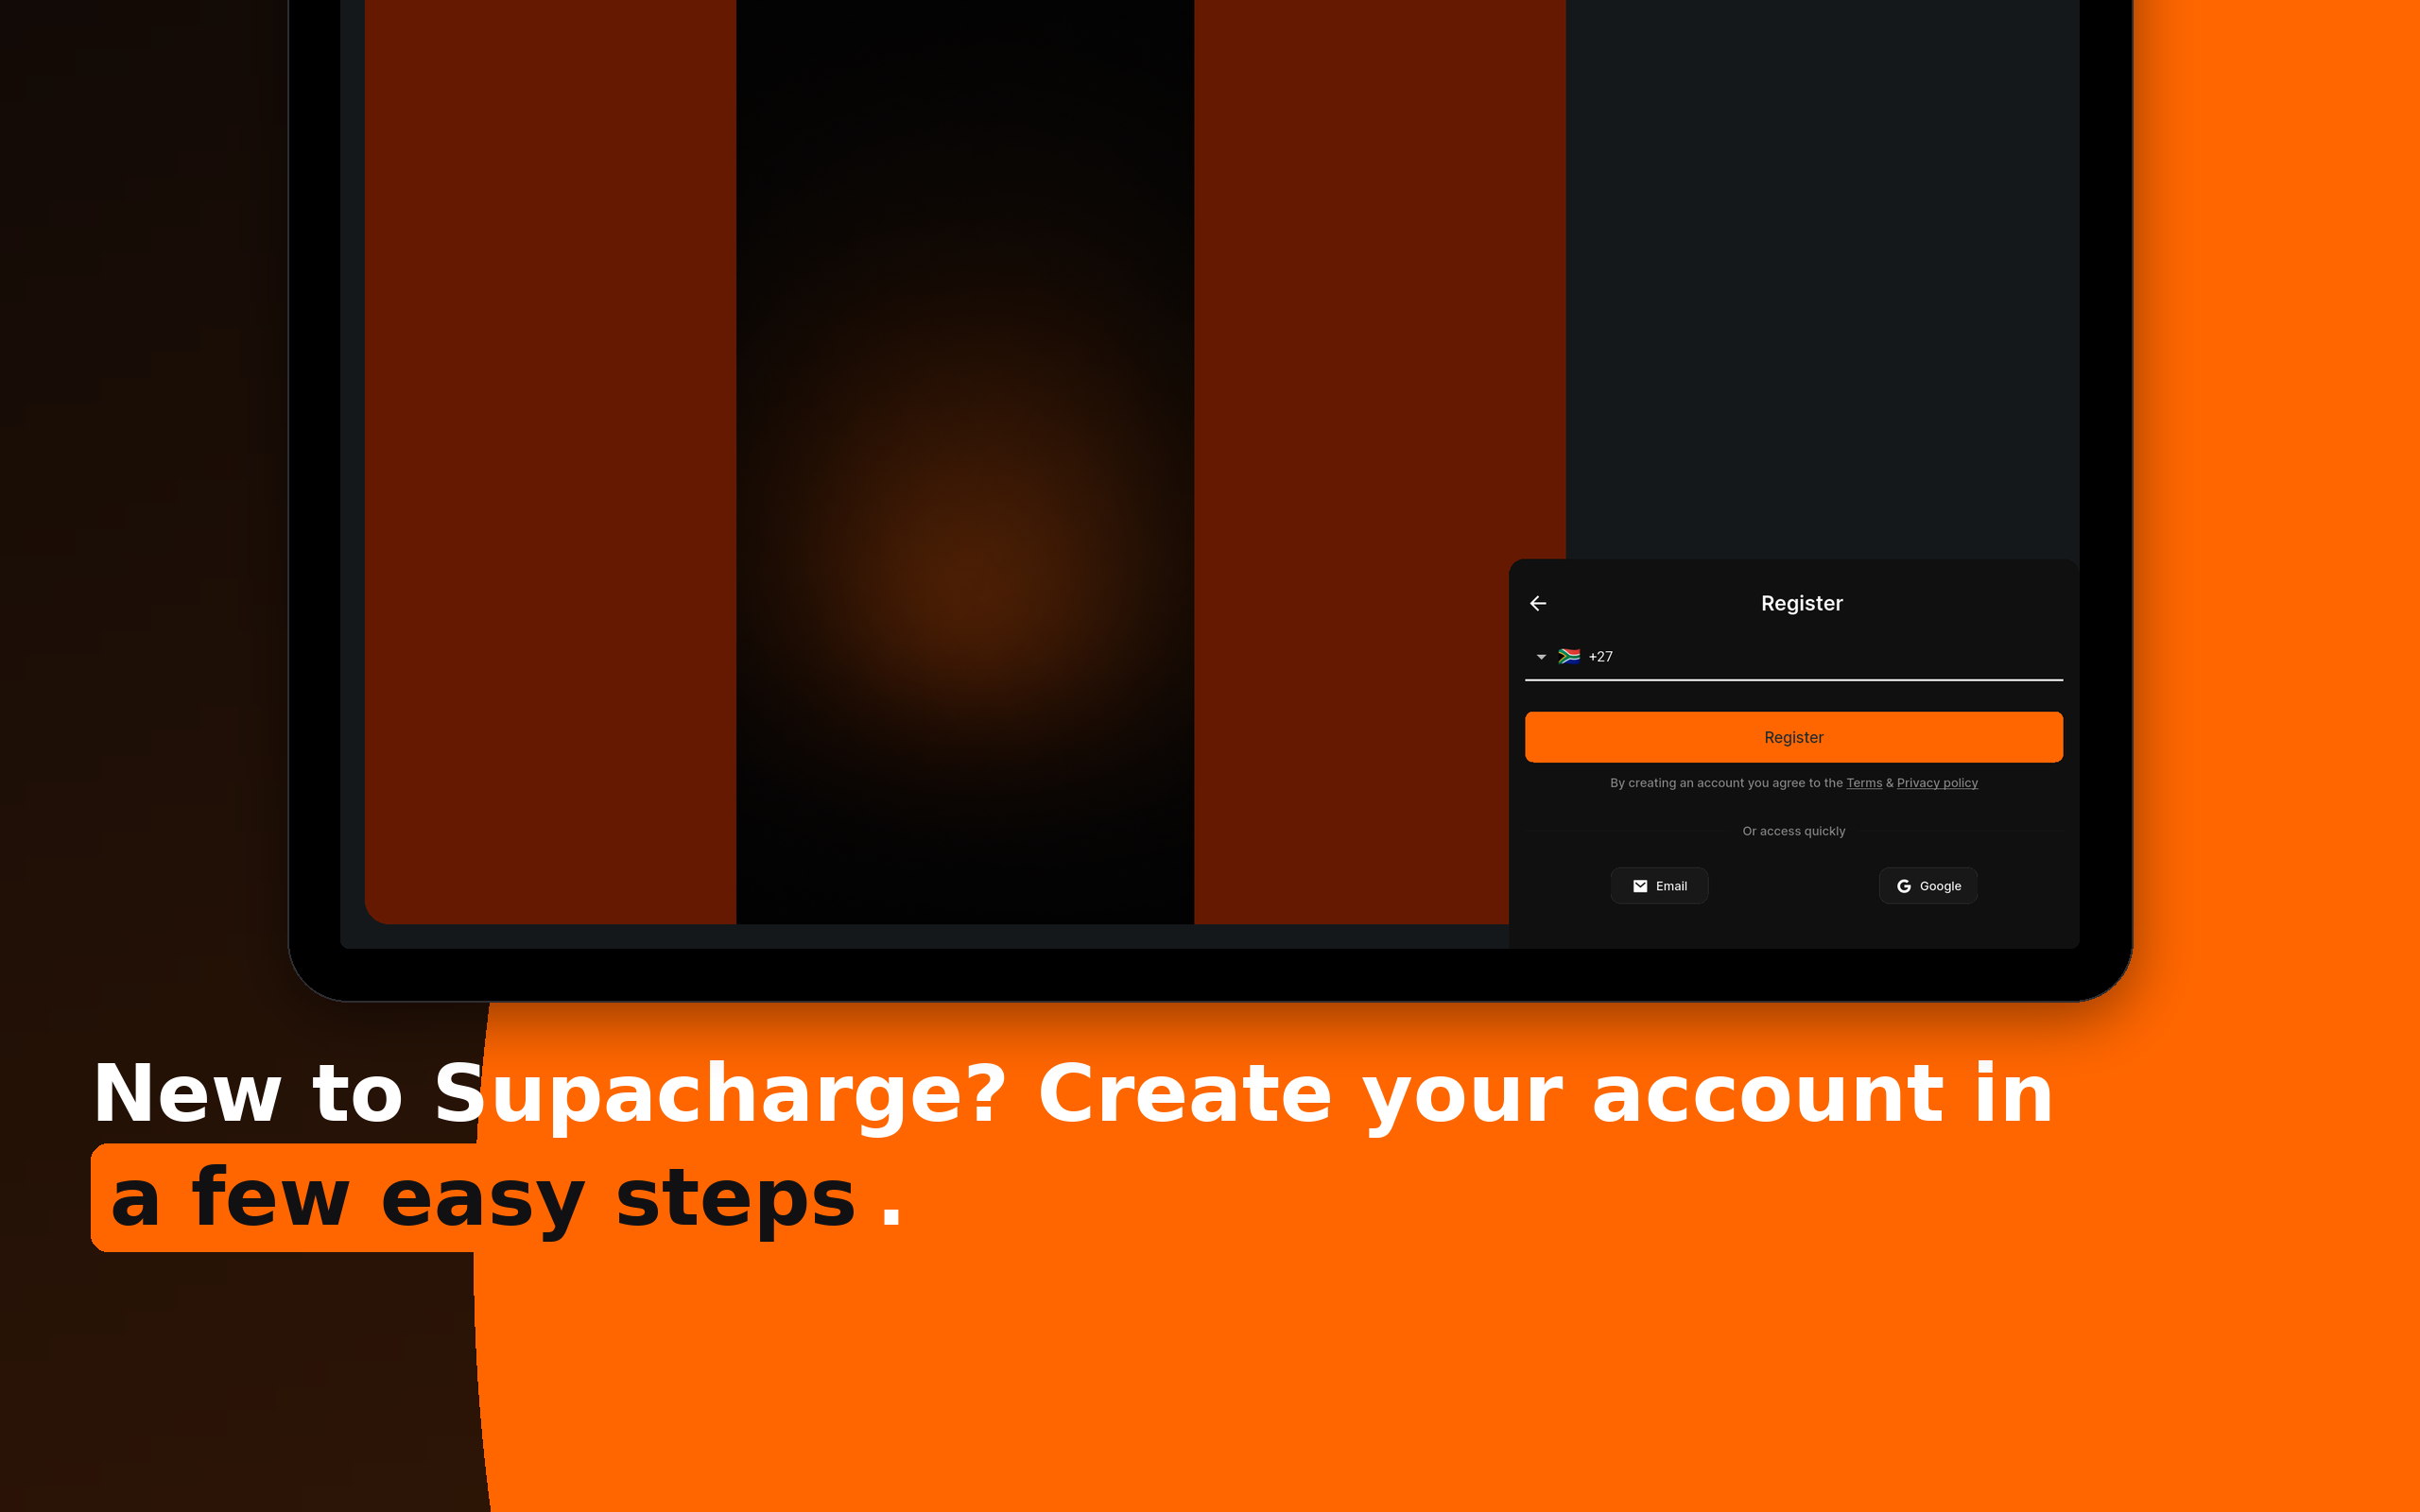 Register
+27
Register
By creating an account you agree to the Terms & Privacy policy
Or access quickly
Email
Google
New to Supacharge? Create your account in
a few easy steps .